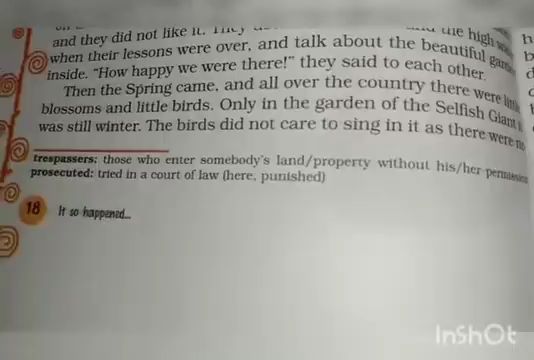 and they did not like it. They
the high
when their lessons were over, and talk about the beautiful
inside. "How happy we were there!" they said to each other.
Then the Spring came, and all over the country there were little
blossoms and little birds. Only in the garden of the Selfish Giant it
was still winter. The birds did not care to sing in it as there were no
trespassers: those who enter somebody's land/property without his/her permission
prosecuted: tried in a court of law (here, punished)
18 It so happened...
InShOt